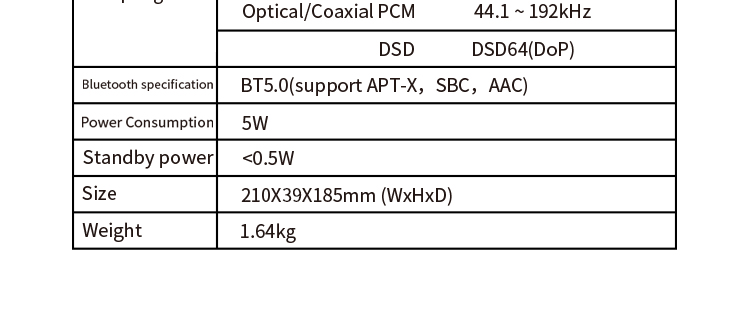 Optical/Coaxial PCM 44.1 ~ 192kHz
DSD DSD64(DoP)
Bluetooth specification BT5.0(support APT-X，SBC，AAC)
Power Consumption 5W
Standby power <0.5W
Size 210X39X185mm (WxHxD)
Weight 1.64kg